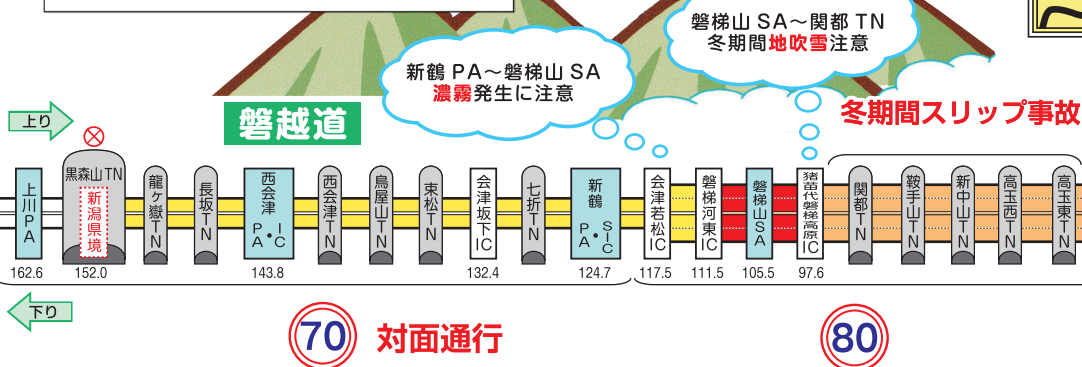 磐梯山 SA～関都 TN
冬期間地吹雪注意
新鶴 PA～磐梯山 SA
濃霧発生に注意
磐越道
冬期間スリップ事故
上り
上川PA
黒森山TN
新潟県境
龍ヶ嶽TN
長坂TN
西会津
PA・IC
西会津TN
鳥屋山TN
束松TN
会津坂下IC
七折TN
新鶴
PA・SIC
会津若松IC
磐梯河東IC
磐梯山SA
猪苗代磐梯高原IC
関都TN
鞍手山TN
新中山TN
高玉西TN
高玉東TN
162.6
152.0
143.8
132.4
124.7
117.5
111.5
105.5
97.6
下り
70
対面通行
80